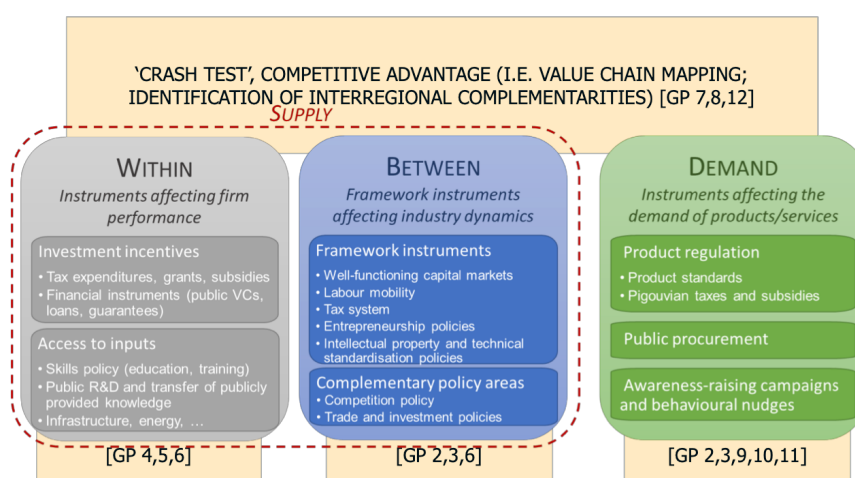 ‘CRASH TEST’, COMPETITIVE ADVANTAGE (I.E. VALUE CHAIN MAPPING;
IDENTIFICATION OF INTERREGIONAL COMPLEMENTARITIES) [GP 7,8,12]
SUPPLY
WITHIN
Instruments affecting firm
performance
Investment incentives
• Tax expenditures, grants, subsidies
• Financial instruments (public VCs,
loans, guarantees)
Access to inputs
• Skills policy (education, training)
• Public R&D and transfer of publicly
provided knowledge
• Infrastructure, energy, …
[GP 4,5,6]
BETWEEN
Framework instruments
affecting industry dynamics
Framework instruments
• Well-functioning capital markets
• Labour mobility
• Tax system
• Entrepreneurship policies
• Intellectual property and technical
standardisation policies
Complementary policy areas
• Competition policy
• Trade and investment policies
[GP 2,3,6]
DEMAND
Instruments affecting the
demand of products/services
Product regulation
• Product standards
• Pigouvian taxes and subsidies
Public procurement
Awareness-raising campaigns
and behavioural nudges
[GP 2,3,9,10,11]